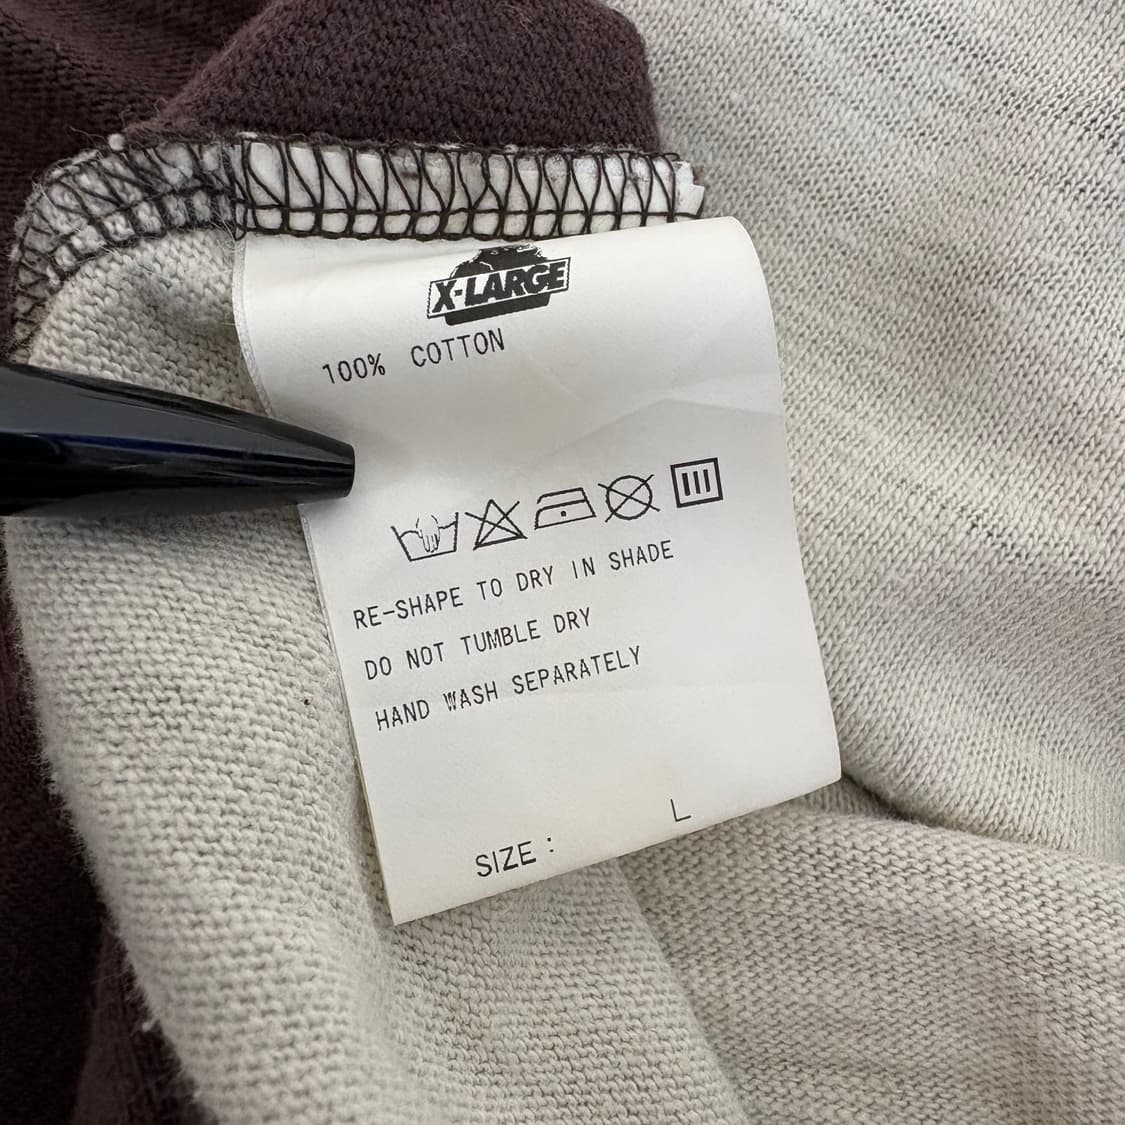 X-LARGE
100% COTTON
RE-SHAPE TO DRY IN SHADE
DO NOT TUMBLE DRY
HAND WASH SEPARATELY
SIZE : L